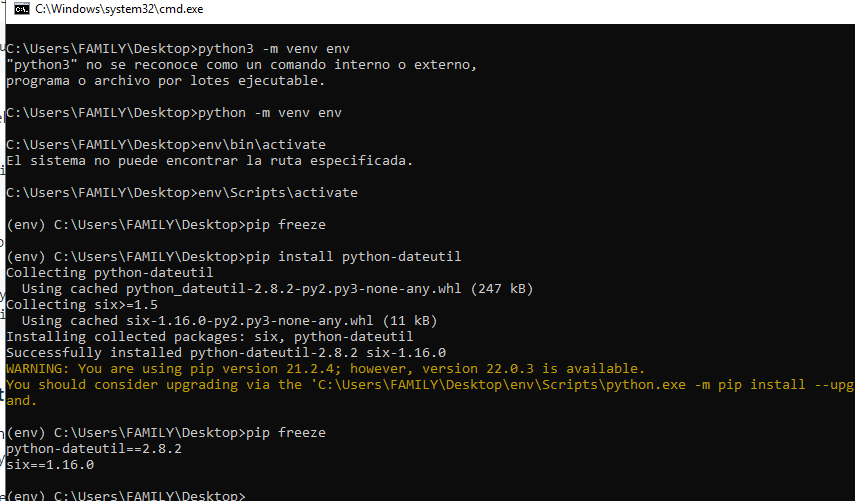 C:\Windows\system32\cmd.exe
C:\Users\FAMILY\Desktop>python3 -m venv env
"python3" no se reconoce como un comando interno o externo,
programa o archivo por lotes ejecutable.
C:\Users\FAMILY\Desktop>python -m venv env
C:\Users\FAMILY\Desktop>env\bin\activate
El sistema no puede encontrar la ruta especificada.
C:\Users\FAMILY\Desktop>env\Scripts\activate
(env) C:\Users\FAMILY\Desktop>pip freeze
(env) C:\Users\FAMILY\Desktop>pip install python-dateutil
Collecting python-dateutil
  Using cached python_dateutil-2.8.2-py2.py3-none-any.whl (247 kB)
Collecting six>=1.5
  Using cached six-1.16.0-py2.py3-none-any.whl (11 kB)
Installing collected packages: six, python-dateutil
Successfully installed python-dateutil-2.8.2 six-1.16.0
WARNING: You are using pip version 21.2.4; however, version 22.0.3 is available.
You should consider upgrading via the 'C:\Users\FAMILY\Desktop\env\Scripts\python.exe -m pip install --upg
and.
(env) C:\Users\FAMILY\Desktop>pip freeze
python-dateutil==2.8.2
six==1.16.0
(env) C:\Users\FAMILY\Desktop>